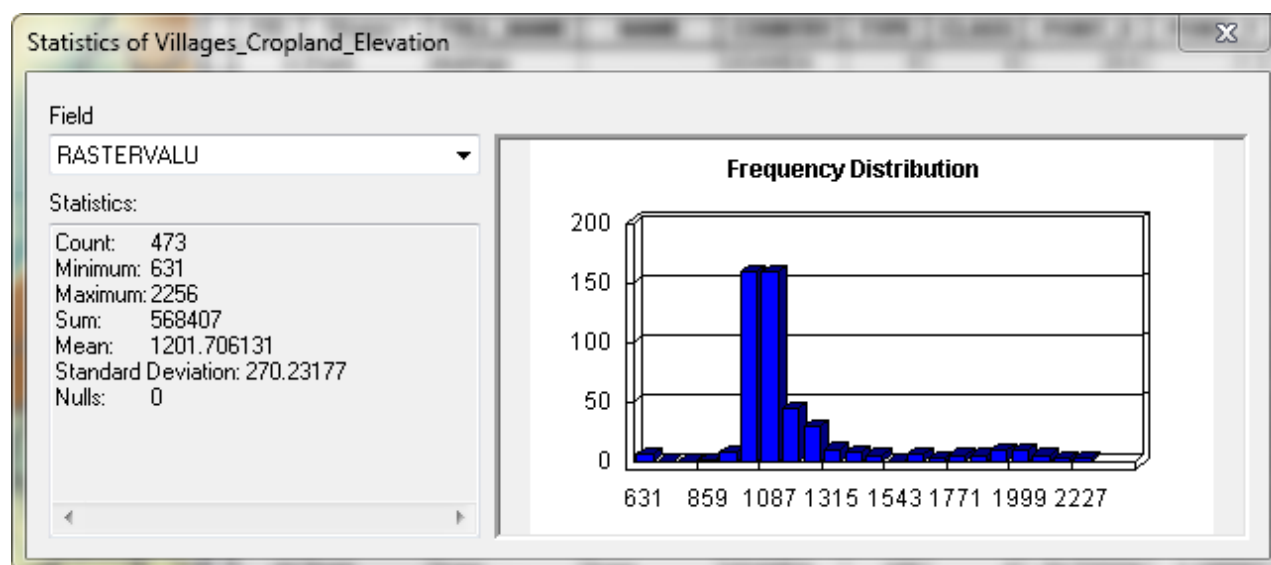 Statistics of Villages_Cropland_Elevation
Field
RASTERVALU
Statistics:
Count: 473
Minimum: 631
Maximum: 2256
Sum: 568407
Mean: 1201.706131
Standard Deviation: 270.23177
Nulls: 0
Frequency Distribution
200
150
100
50
0
631 859 1087 1315 1543 1771 1999 2227